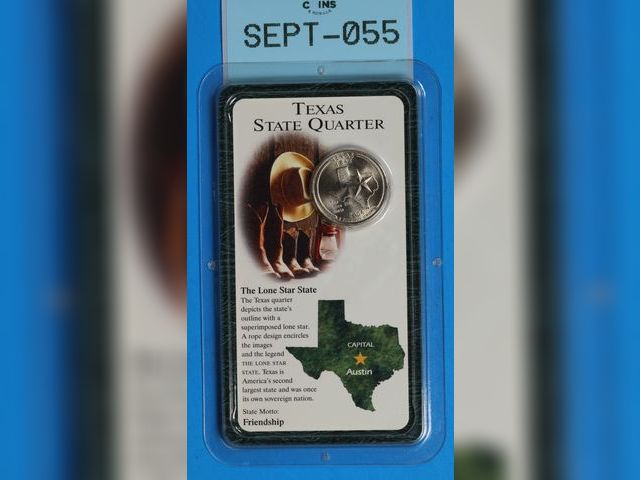 C INS
SEPT-055
TEXAS
STATE QUARTER
The Lone Star State
The Texas quarter
depicts the state's
outline with a
superimposed lone star.
A rope design encircles
the images
and the legend
THE LONE STAR
STATE. Texas is
America's second
largest state and was once
its own sovereign nation.
State Motto:
Friendship
CAPITAL
Austin